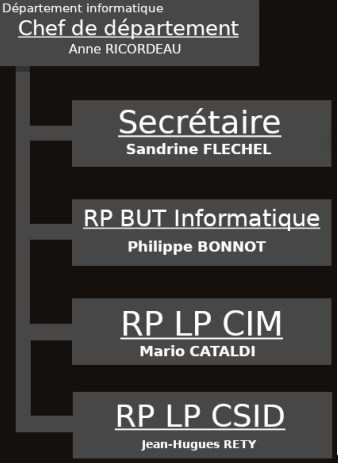 Département informatique
Chef de département
Anne RICORDEAU
Secrétaire
Sandrine FLECHEL
RP BUT Informatique
Philippe BONNOT
RP LP CIM
Mario CATALDI
RP LP CSID
Jean-Hugues RETY